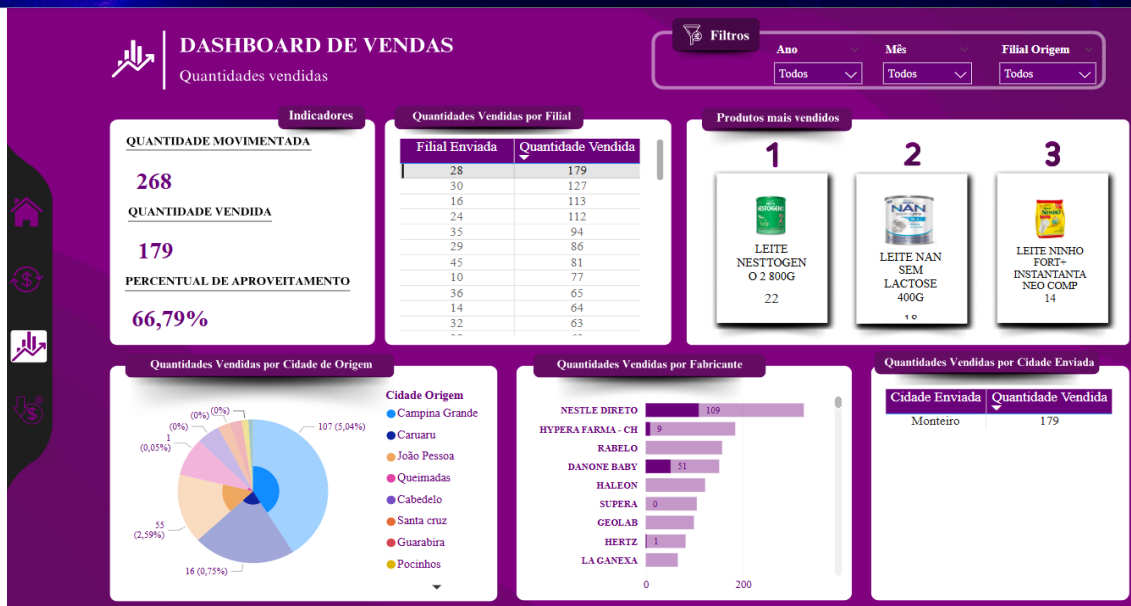 DASHBOARD DE VENDAS
Quantidades vendidas
Filtros
Ano
Mês
Filial Origem
Todos
Todos
Todos
Indicadores
QUANTIDADE MOVIMENTADA
268
QUANTIDADE VENDIDA
179
PERCENTUAL DE APROVEITAMENTO
66,79%
Quantidades Vendidas por Filial
Filial Enviada Quantidade Vendida
28 179
30 127
16 113
24 112
35 94
29 86
45 81
10 77
36 65
14 64
32 63
Produtos mais vendidos
1
2
3
NESTOGENO
2
NAN
NINHO
LEITE
NESTTOGEN
O 2 800G
22
LEITE NAN
SEM
LACTOSE
400G
18
LEITE NINHO
FORT+
INSTANTANTA
NEO COMP
14
Quantidades Vendidas por Cidade de Origem
(0%)
(0%)
(0%)
1
(0,05%)
55
(2,59%)
16 (0,75%)
107 (5,04%)
Cidade Origem
Campina Grande
Caruaru
João Pessoa
Queimadas
Cabedelo
Santa cruz
Guarabira
Pocinhos
Quantidades Vendidas por Fabricante
NESTLE DIRETO 109
HYPERA FARMA - CH 9
RABELO
DANONE BABY 51
HALEON
SUPERA 0
GEOLAB
HERTZ 1
LA GANEXA
0 200
Quantidades Vendidas por Cidade Enviada
Cidade Enviada Quantidade Vendida
Monteiro 179